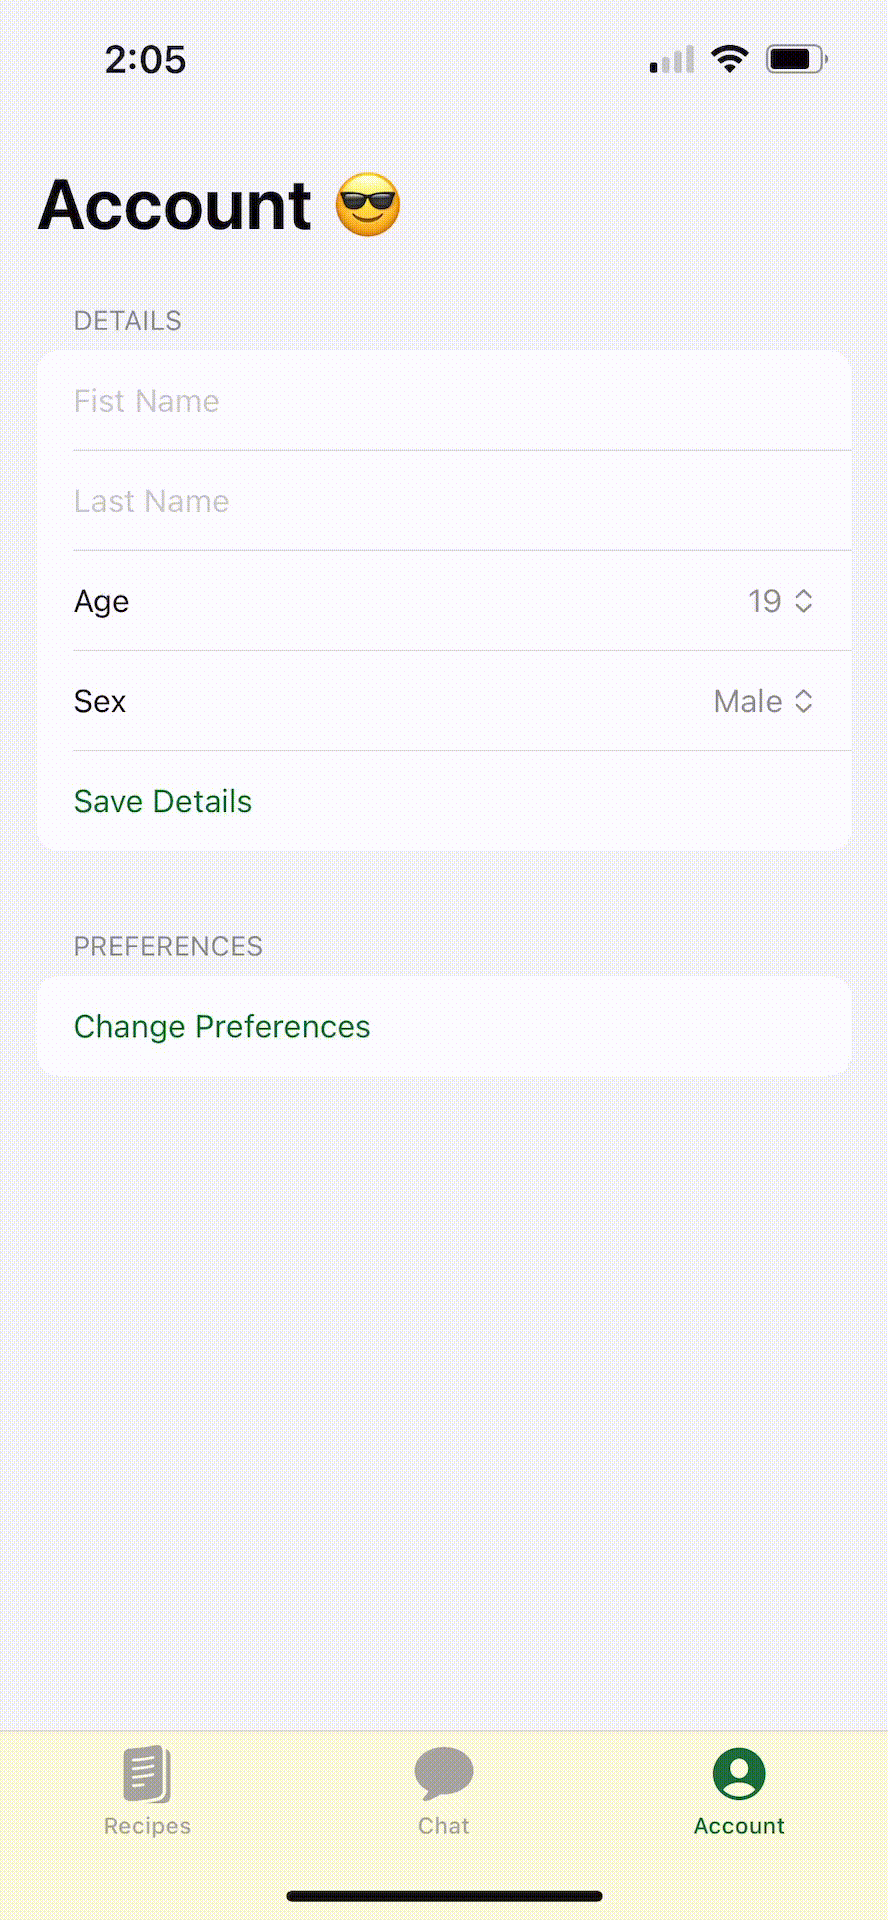 2:05
Account 😎
DETAILS
Fist Name
Last Name
Age 19
Sex Male
Save Details
PREFERENCES
Change Preferences
Recipes Chat Account